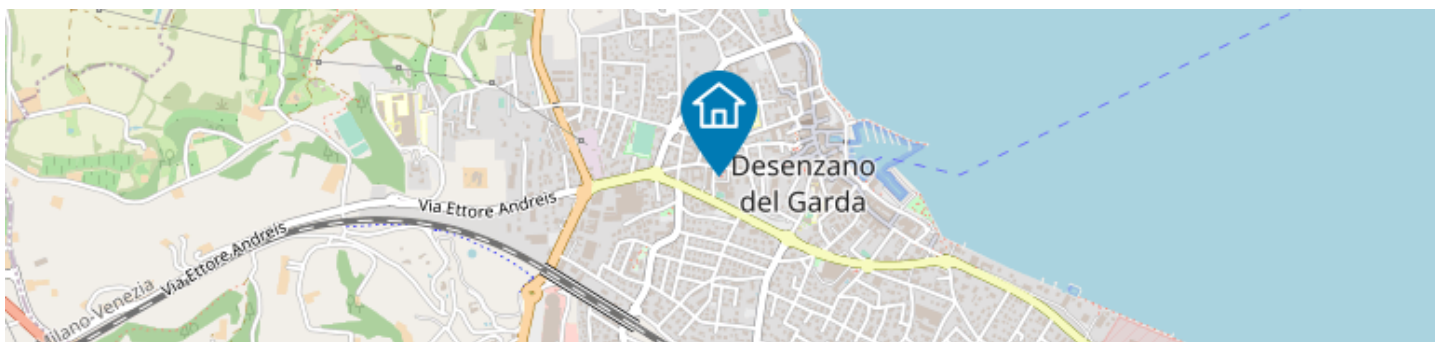 Desenzano
del Garda
Via Ettore Andreis
Via Ettore Andreis
Milano-Venezia